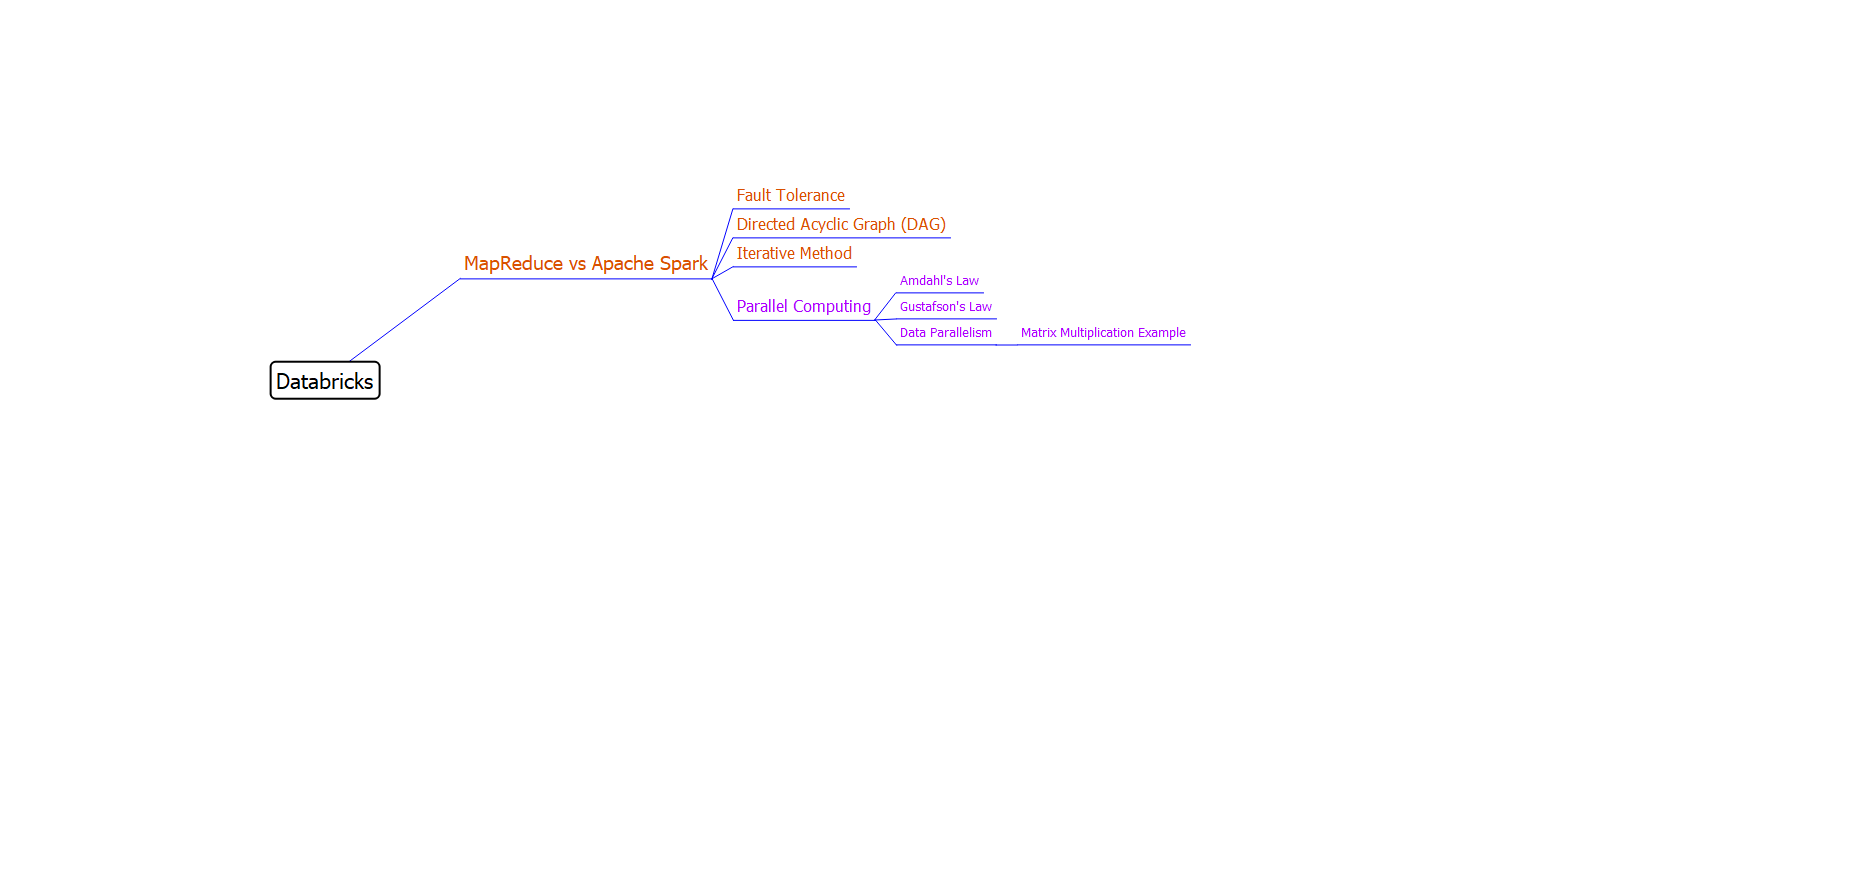 Fault Tolerance
Directed Acyclic Graph (DAG)
Iterative Method
MapReduce vs Apache Spark
Amdahl's Law
Parallel Computing
Gustafson's Law
Data Parallelism
Matrix Multiplication Example
Databricks